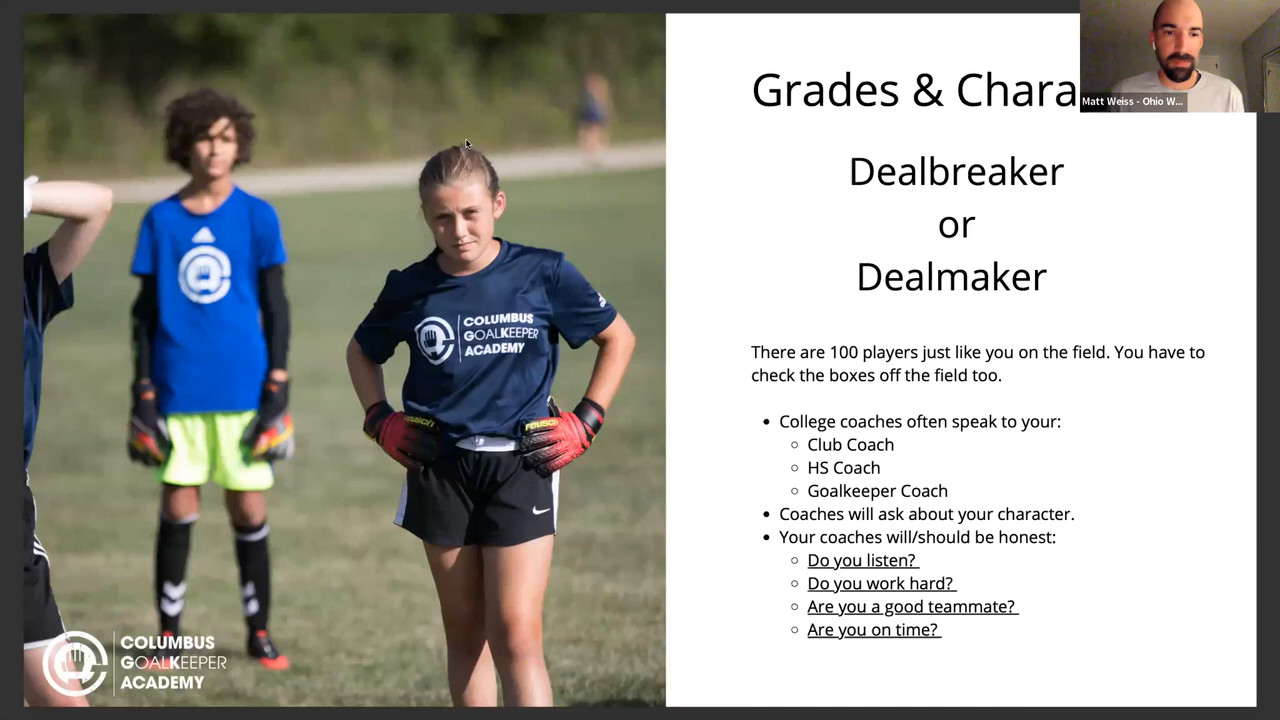 Grades & Chara
Matt Weiss - Ohio W...
Dealbreaker
or
Dealmaker
There are 100 players just like you on the field. You have to
check the boxes off the field too.
College coaches often speak to your:
Club Coach
HS Coach
Goalkeeper Coach
Coaches will ask about your character.
Your coaches will/should be honest:
Do you listen?
Do you work hard?
Are you a good teammate?
Are you on time?
COLUMBUS
GOALKEEPER
ACADEMY
reusch
reusch
COLUMBUS
GOALKEEPER
ACADEMY